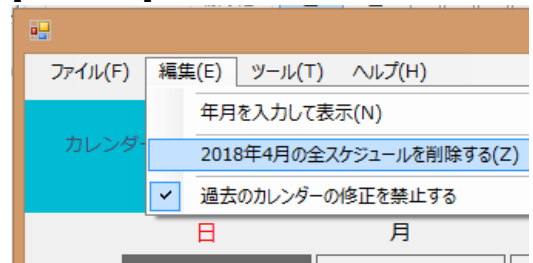 ファイル(F) 編集(E) ツール(T) ヘルプ(H)
年月を入力して表示(N)
カレンダー
2018年4月の全スケジュールを削除する(Z)
過去のカレンダーの修正を禁止する
日 月